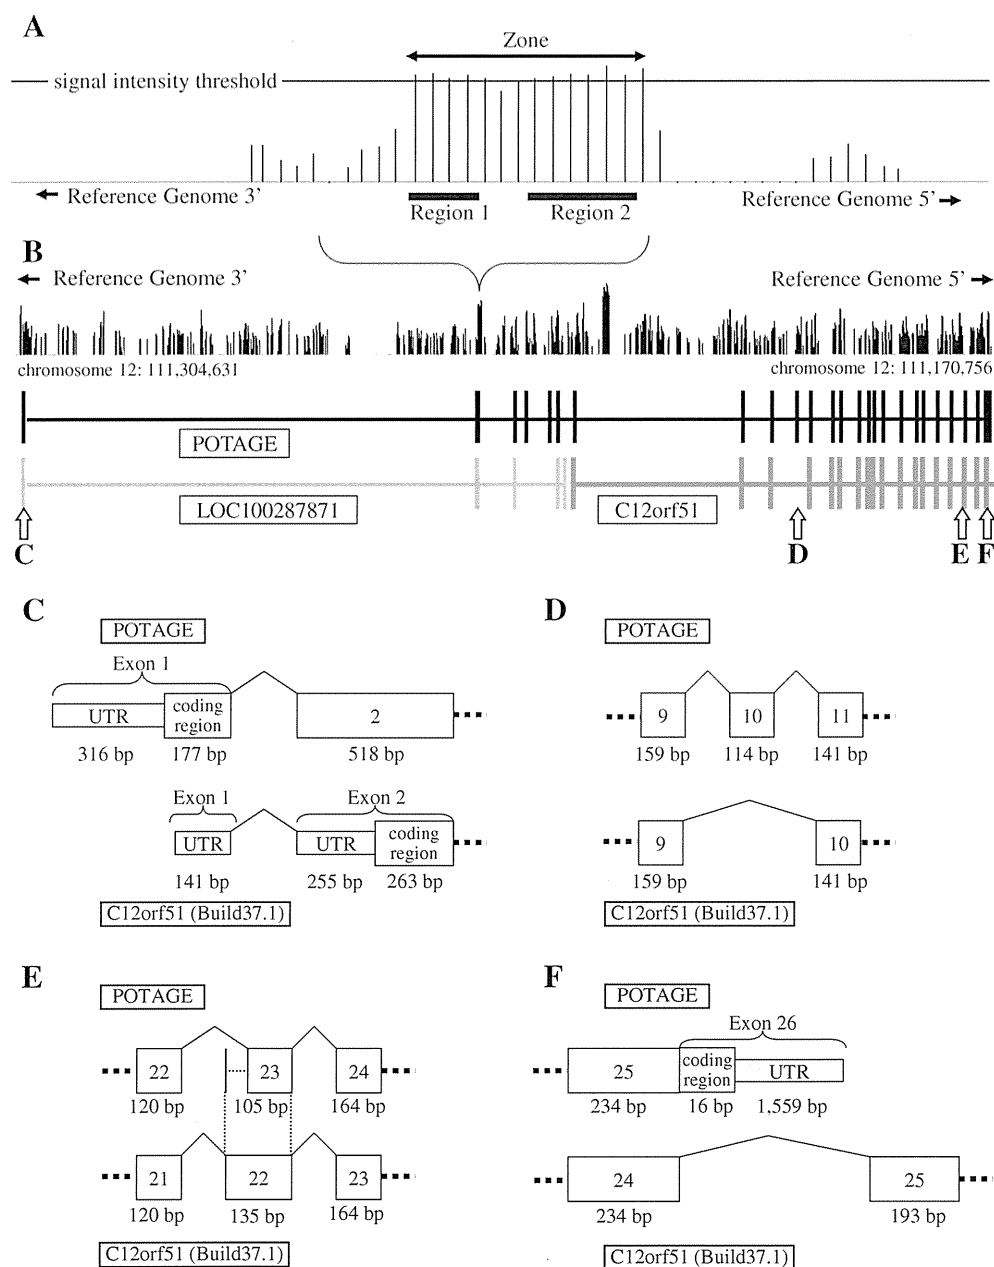 A
Zone
signal intensity threshold
Reference Genome 3’
Region 1
Region 2
Reference Genome 5’
B
Reference Genome 3’
Reference Genome 5’
chromosome 12: 111,304,631
chromosome 12: 111,170,756
POTAGE
LOC100287871
C12orf51
C
D
E
F
C
POTAGE
Exon 1
UTR
coding
region
2
316 bp
177 bp
518 bp
Exon 1
Exon 2
UTR
UTR
coding
region
141 bp
255 bp
263 bp
C12orf51 (Build37.1)
D
POTAGE
9
10
11
159 bp
114 bp
141 bp
9
10
159 bp
141 bp
C12orf51 (Build37.1)
E
POTAGE
22
23
24
120 bp
105 bp
164 bp
21
22
23
120 bp
135 bp
164 bp
C12orf51 (Build37.1)
F
POTAGE
Exon 26
25
coding
region
UTR
234 bp
16 bp
1,559 bp
24
25
234 bp
193 bp
C12orf51 (Build37.1)